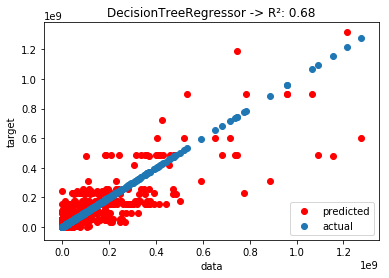 DecisionTreeRegressor -> R²: 0.68
1e9
target
1.2
1.0
0.8
0.6
0.4
0.2
0.0
0.0 0.2 0.4 0.6 0.8 1.0 1.2
data
1e9
predicted
actual